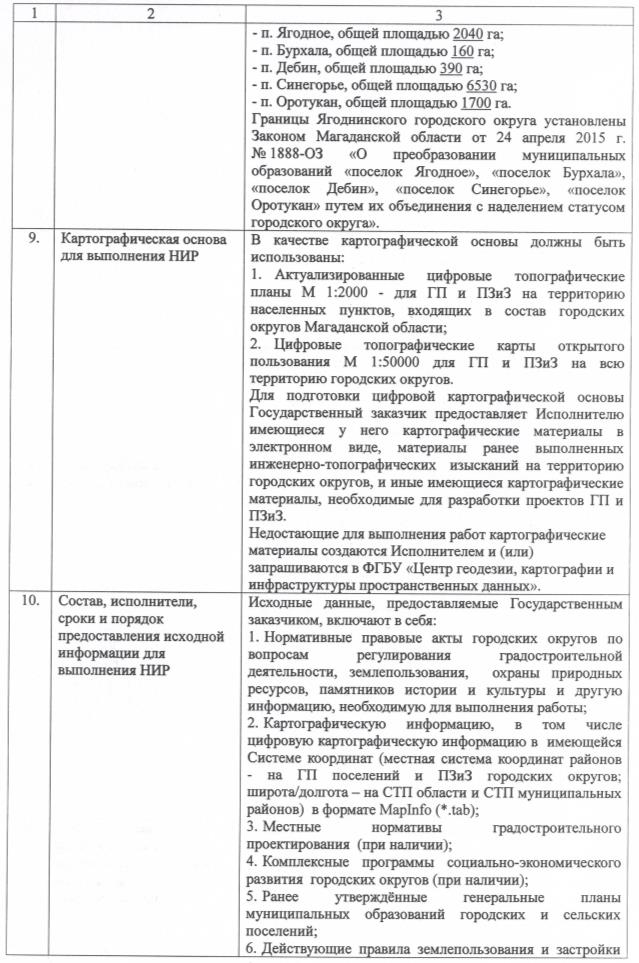 1 2 3
- п. Ягодное, общей площадью 2040 га;
- п. Бурхала, общей площадью 160 га;
- п. Дебин, общей площадью 390 га;
- п. Синегорье, общей площадью 6530 га;
- п. Оротукан, общей площадью 1700 га.
Границы Ягоднинского городского округа установлены
Законом Магаданской области от 24 апреля 2015 г.
№ 1888-ОЗ «О преобразовании муниципальных
образований «поселок Ягодное», «поселок Бурхала»,
«поселок Дебин», «поселок Синегорье», «поселок
Оротукан» путем их объединения с наделением статусом
городского округа».
9.
Картографическая основа
для выполнения НИР
В качестве картографической основы должны быть
использованы:
1. Актуализированные цифровые топографические
планы М 1:2000 - для ГП и ПЗиЗ на территорию
населенных пунктов, входящих в состав городских
округов Магаданской области;
2. Цифровые топографические карты открытого
пользования М 1:50000 для ГП и ПЗиЗ на всю
территорию городских округов.
Для подготовки цифровой картографической основы
Государственный заказчик предоставляет Исполнителю
имеющиеся у него картографические материалы в
электронном виде, материалы ранее выполненных
инженерно-топографических изысканий на территорию
городских округов, и иные имеющиеся картографические
материалы, необходимые для разработки проектов ГП и
ПЗиЗ.
Недостающие для выполнения работ картографические
материалы создаются Исполнителем и (или)
запрашиваются в ФГБУ «Центр геодезии, картографии и
инфраструктуры пространственных данных».
10.
Состав, исполнители,
сроки и порядок
предоставления исходной
информации для
выполнения НИР
Исходные данные, предоставляемые Государственным
заказчиком, включают в себя:
1. Нормативные правовые акты городских округов по
вопросам регулирования градостроительной
деятельности, землепользования, охраны природных
ресурсов, памятников истории и культуры и другую
информацию, необходимую для выполнения работы;
2. Картографическую информацию, в том числе
цифровую картографическую информацию в имеющейся
Системе координат (местная система координат районов
- на ГП поселений и ПЗиЗ городских округов;
широта/долгота – на СТП области и СТП муниципальных
районов) в формате MapInfo (*.tab);
3. Местные нормативы градостроительного
проектирования (при наличии);
4. Комплексные программы социально-экономического
развития городских округов (при наличии);
5. Ранее утверждённые генеральные планы
муниципальных образований городских и сельских
поселений;
6. Действующие правила землепользования и застройки